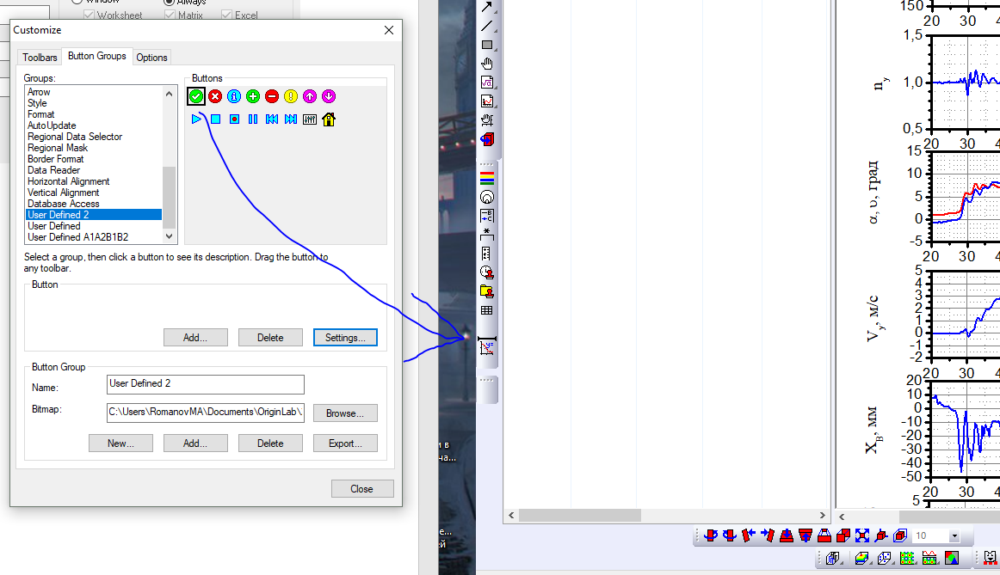 Window
Always
Worksheet
Matrix
Excel
Customize
Toolbars
Button Groups
Options
Groups:
Arrow
Style
Format
AutoUpdate
Regional Data Selector
Regional Mask
Border Format
Data Reader
Horizontal Alignment
Vertical Alignment
Database Access
User Defined 2
User Defined
User Defined A1A2B1B2
Buttons
Select a group, then click a button to see its description. Drag the button to
any toolbar.
Button
Add...
Delete
Settings...
Button Group
Name:
User Defined 2
Bitmap:
C:\Users\RomanovMA\Documents\OriginLab\
Browse...
New...
Add...
Delete
Export...
Close
и в
ча...
е...
ей
150
20 30 4
1,5
1,0
0,5
n_y
20 30 4
15
10
5
0
-5
α, υ, град
20 30 4
5
4
3
2
1
0
-1
-2
V_y, м/с
20 30 4
20
10
0
-10
-20
-30
-40
-50
X_B, мм
20 30 4
5
10